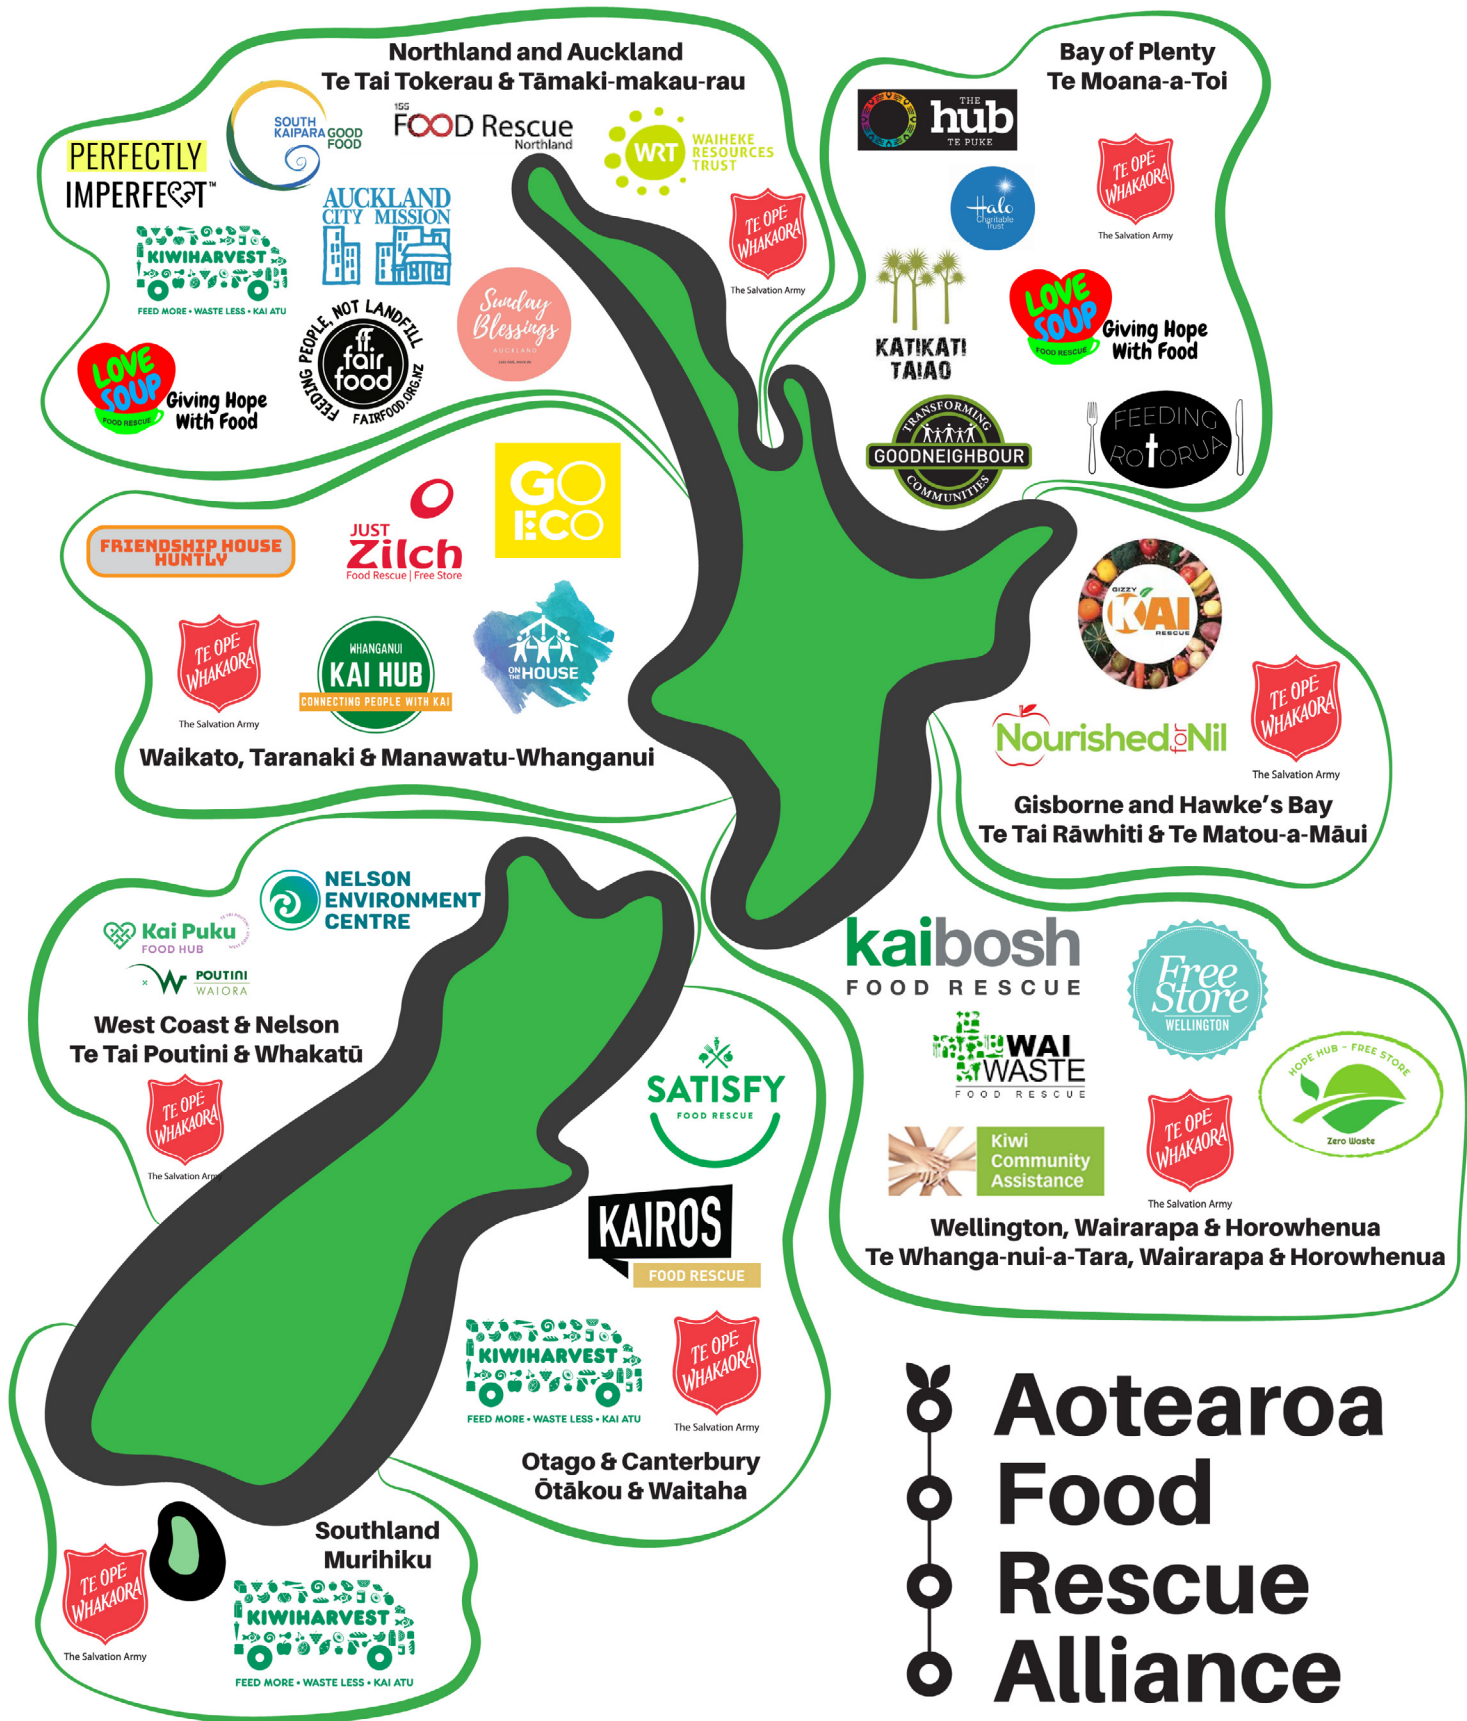 Northland and Auckland
Te Tai Tokerau & Tāmaki-makau-rau
PERFECTLY
IMPERFECT™
SOUTH
KAIPARA GOOD
FOOD
155
FOOD Rescue
Northland
WRT
WAIHEKE
RESOURCES
TRUST
KIWIHARVEST
FEED MORE • WASTE LESS • KAI ATU
AUCKLAND
CITY MISSION
TE OPE
WHAKAORA
The Salvation Army
LOVE
SOUP
FOOD RESCUE
Giving Hope
With Food
FEEDING PEOPLE, NOT LANDFILL
ff
fair
food
FAIRFOOD.ORG.NZ
Sunday
Blessings
AUCKLAND
Bay of Plenty
Te Moana-a-Toi
THE
hub
TE PUKE
Halo
Charitable
Trust
TE OPE
WHAKAORA
The Salvation Army
KATIKATI
TAIAO
LOVE
SOUP
FOOD RESCUE
Giving Hope
With Food
TRANSFORMING
GOODNEIGHBOUR
COMMUNITIES
FEEDING
ROTORUA
FRIENDSHIP HOUSE
HUNTLY
JUST
Zilch
Food Rescue | Free Store
GO
ECO
TE OPE
WHAKAORA
The Salvation Army
WHANGANUI
KAI HUB
CONNECTING PEOPLE WITH KAI
ON
THE HOUSE
Waikato, Taranaki & Manawatu-Whanganui
GIZZY
KAI
RESCUE
Nourished for Nil
TE OPE
WHAKAORA
The Salvation Army
Gisborne and Hawke's Bay
Te Tai Rāwhiti & Te Matou-a-Māui
NELSON
ENVIRONMENT
CENTRE
Kai Puku
FOOD HUB
POUTINI
WAIORA
West Coast & Nelson
Te Tai Poutini & Whakatū
TE OPE
WHAKAORA
The Salvation Army
kaibosh
FOOD RESCUE
Free
Store
WELLINGTON
WAI
WASTE
FOOD RESCUE
HOPE HUB - FREE STORE
Zero Waste
Kiwi
Community
Assistance
TE OPE
WHAKAORA
The Salvation Army
Wellington, Wairarapa & Horowhenua
Te Whanga-nui-a-Tara, Wairarapa & Horowhenua
SATISFY
FOOD RESCUE
KAIROS
FOOD RESCUE
KIWIHARVEST
FEED MORE • WASTE LESS • KAI ATU
TE OPE
WHAKAORA
The Salvation Army
Otago & Canterbury
Ōtākou & Waitaha
Southland
Murihiku
TE OPE
WHAKAORA
The Salvation Army
KIWIHARVEST
FEED MORE • WASTE LESS • KAI ATU
Aotearoa
Food
Rescue
Alliance